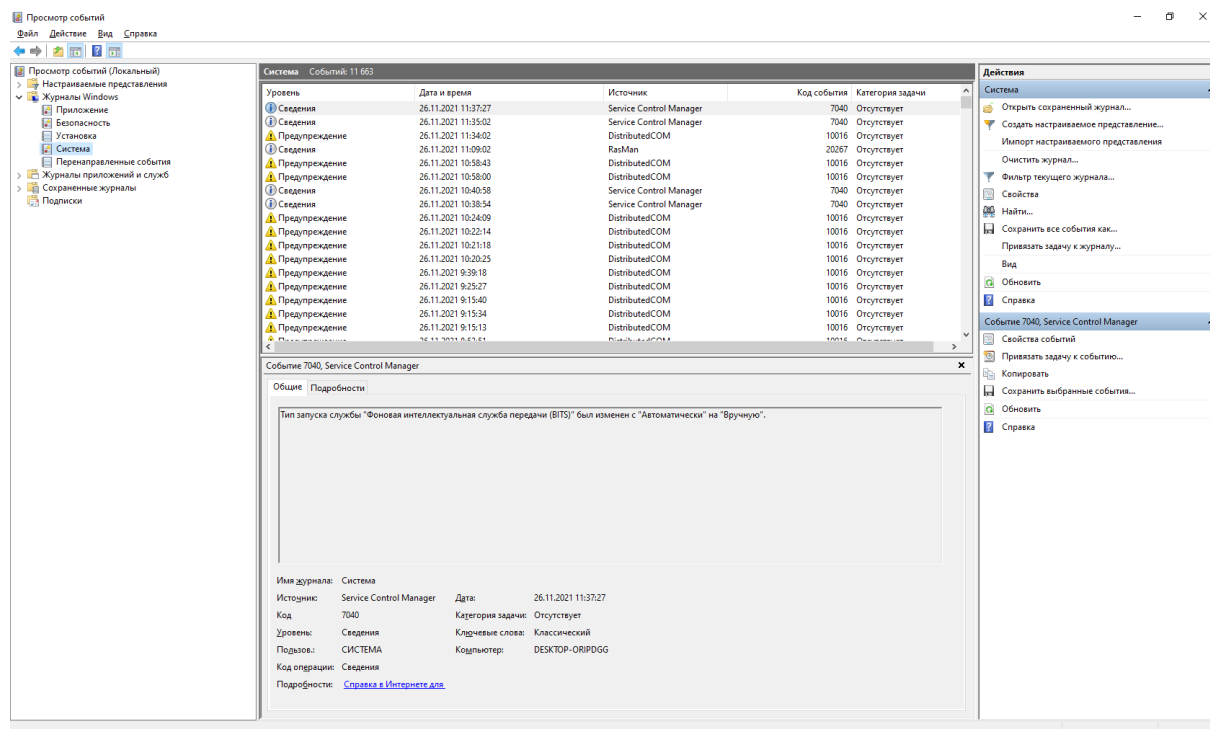 Просмотр событий
Файл Действие Вид Справка
Просмотр событий (Локальный)
Настраиваемые представления
Журналы Windows
Приложение
Безопасность
Установка
Система
Перенаправленные события
Журналы приложений и служб
Сохраненные журналы
Подписки
Система Событий: 11 663
Уровень Дата и время Источник Код события Категория задачи
Сведения 26.11.2021 11:37:27 Service Control Manager 7040 Отсутствует
Сведения 26.11.2021 11:35:02 Service Control Manager 7040 Отсутствует
Предупреждение 26.11.2021 11:34:02 DistributedCOM 10016 Отсутствует
Сведения 26.11.2021 11:09:02 RasMan 20267 Отсутствует
Предупреждение 26.11.2021 10:58:43 DistributedCOM 10016 Отсутствует
Предупреждение 26.11.2021 10:58:00 DistributedCOM 10016 Отсутствует
Сведения 26.11.2021 10:40:58 Service Control Manager 7040 Отсутствует
Сведения 26.11.2021 10:38:54 Service Control Manager 7040 Отсутствует
Предупреждение 26.11.2021 10:24:09 DistributedCOM 10016 Отсутствует
Предупреждение 26.11.2021 10:22:14 DistributedCOM 10016 Отсутствует
Предупреждение 26.11.2021 10:21:18 DistributedCOM 10016 Отсутствует
Предупреждение 26.11.2021 10:20:25 DistributedCOM 10016 Отсутствует
Предупреждение 26.11.2021 9:39:18 DistributedCOM 10016 Отсутствует
Предупреждение 26.11.2021 9:25:27 DistributedCOM 10016 Отсутствует
Предупреждение 26.11.2021 9:15:40 DistributedCOM 10016 Отсутствует
Предупреждение 26.11.2021 9:15:34 DistributedCOM 10016 Отсутствует
Предупреждение 26.11.2021 9:15:13 DistributedCOM 10016 Отсутствует
Событие 7040, Service Control Manager
Общие Подробности
Тип запуска службы "Фоновая интеллектуальная служба передачи (BITS)" был изменен с "Автоматически" на "Вручную".
Имя журнала: Система
Источник: Service Control Manager Дата: 26.11.2021 11:37:27
Код 7040 Категория задачи: Отсутствует
Уровень: Сведения Ключевые слова: Классический
Пользов.: СИСТЕМА Компьютер: DESKTOP-ORIPDGG
Код операции: Сведения
Подробности: Справка в Интернете для
Действия
Система
Открыть сохраненный журнал...
Создать настраиваемое представление...
Импорт настраиваемого представления
Очистить журнал...
Фильтр текущего журнала...
Свойства
Найти...
Сохранить все события как...
Привязать задачу к журналу...
Вид
Обновить
Справка
Событие 7040, Service Control Manager
Свойства событий
Привязать задачу к событию...
Копировать
Сохранить выбранные события...
Обновить
Справка